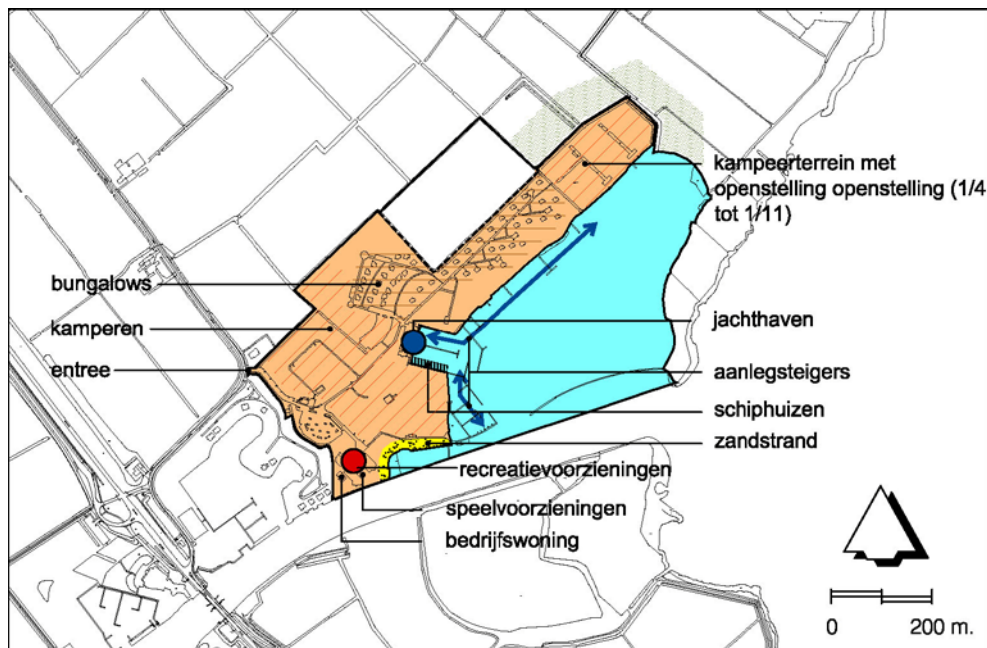 kampeerterrein met
openstelling openstelling (1/4
tot 1/11)
bungalows
kamperen
jachthaven
entree
aanlegsteigers
schiphuizen
zandstrand
recreatievoorzieningen
speelvoorzieningen
bedrijfswoning
0 200 m.